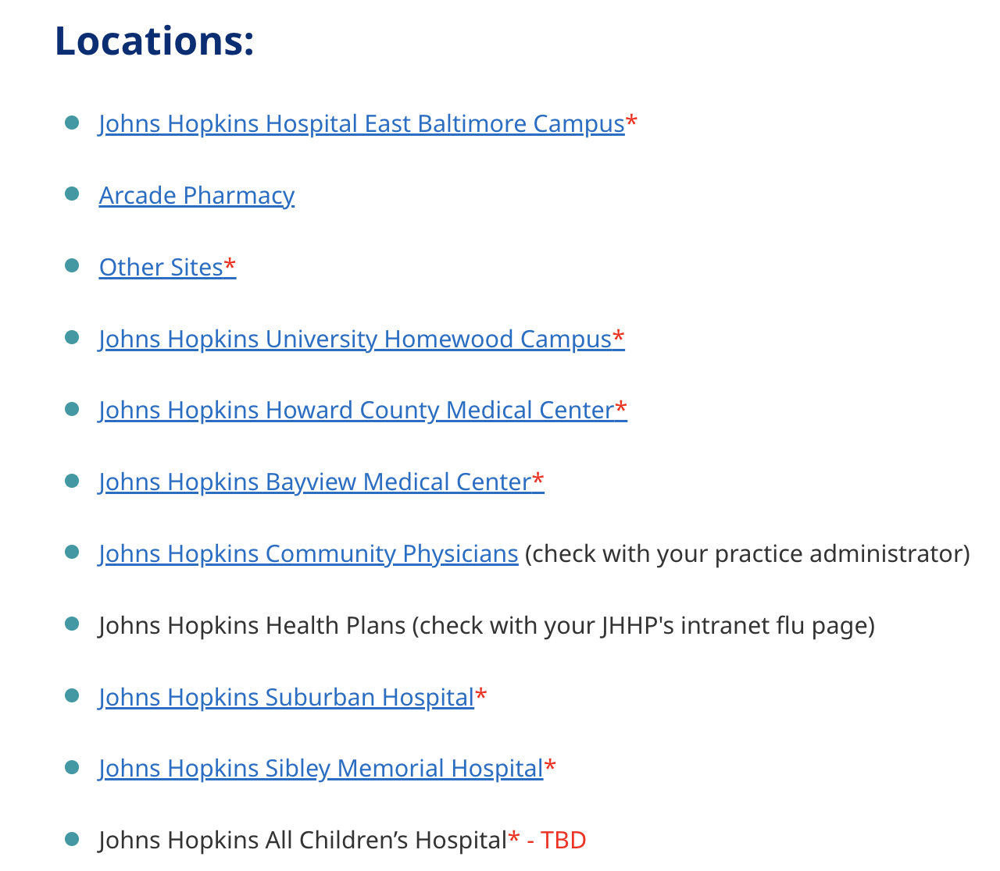 Locations:
Johns Hopkins Hospital East Baltimore Campus*
Arcade Pharmacy
Other Sites*
Johns Hopkins University Homewood Campus*
Johns Hopkins Howard County Medical Center*
Johns Hopkins Bayview Medical Center*
Johns Hopkins Community Physicians (check with your practice administrator)
Johns Hopkins Health Plans (check with your JHHP's intranet flu page)
Johns Hopkins Suburban Hospital*
Johns Hopkins Sibley Memorial Hospital*
Johns Hopkins All Children’s Hospital* - TBD